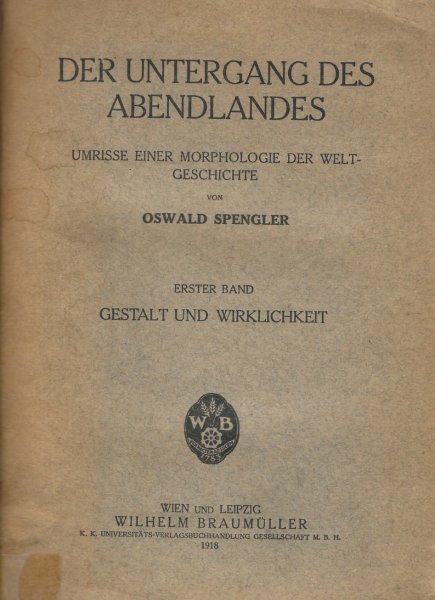 DER UNTERGANG DES
ABENDLANDES
UMRISSE EINER MORPHOLOGIE DER WELT-
GESCHICHTE
VON
OSWALD SPENGLER
ERSTER BAND
GESTALT UND WIRKLICHKEIT
W B
1783
WIEN UND LEIPZIG
WILHELM BRAUMÜLLER
K. K. UNIVERSITÄTS-VERLAGSBUCHHANDLUNG GESELLSCHAFT M. B. H.
1918